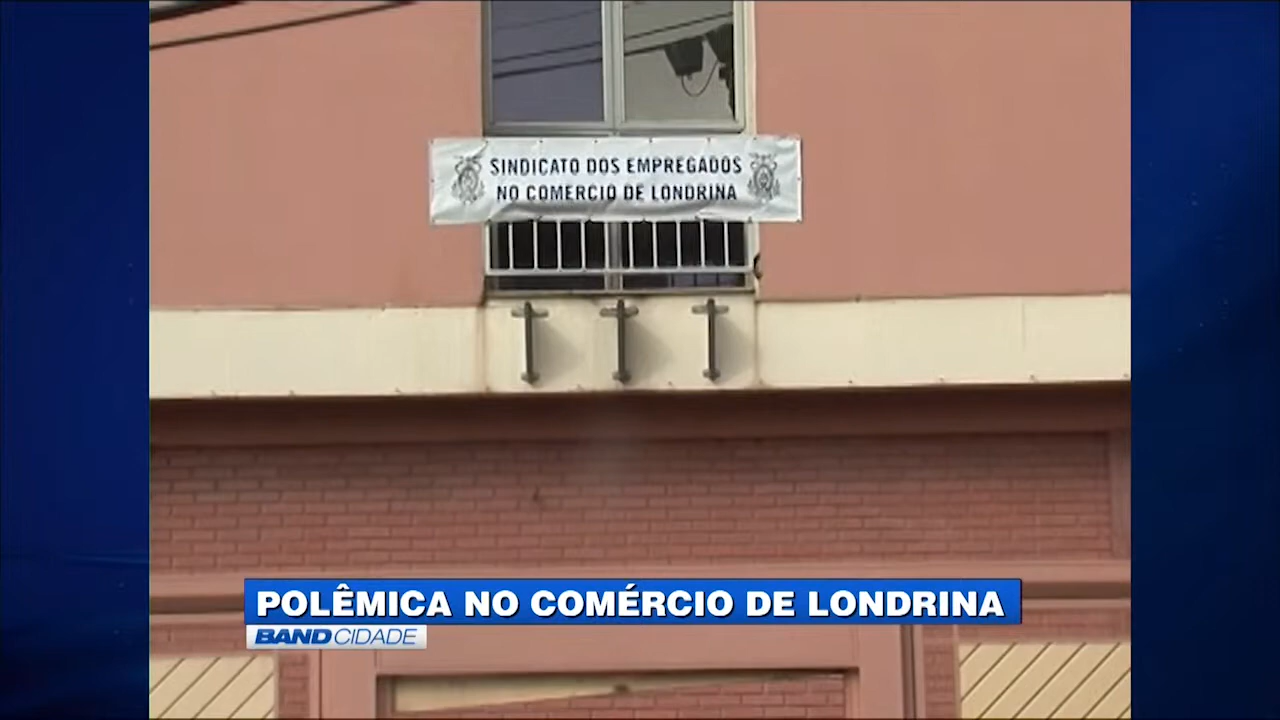 SINDICATO DOS EMPREGADOS
NO COMERCIO DE LONDRINA
POLÊMICA NO COMÉRCIO DE LONDRINA
BAND CIDADE